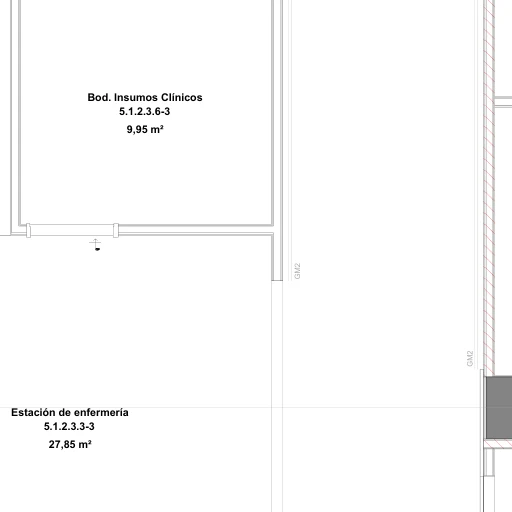 Bod. Insumos Clínicos
5.1.2.3.6-3
9,95 m²
GM2
GM2
Estación de enfermería
5.1.2.3.3-3
27,85 m²